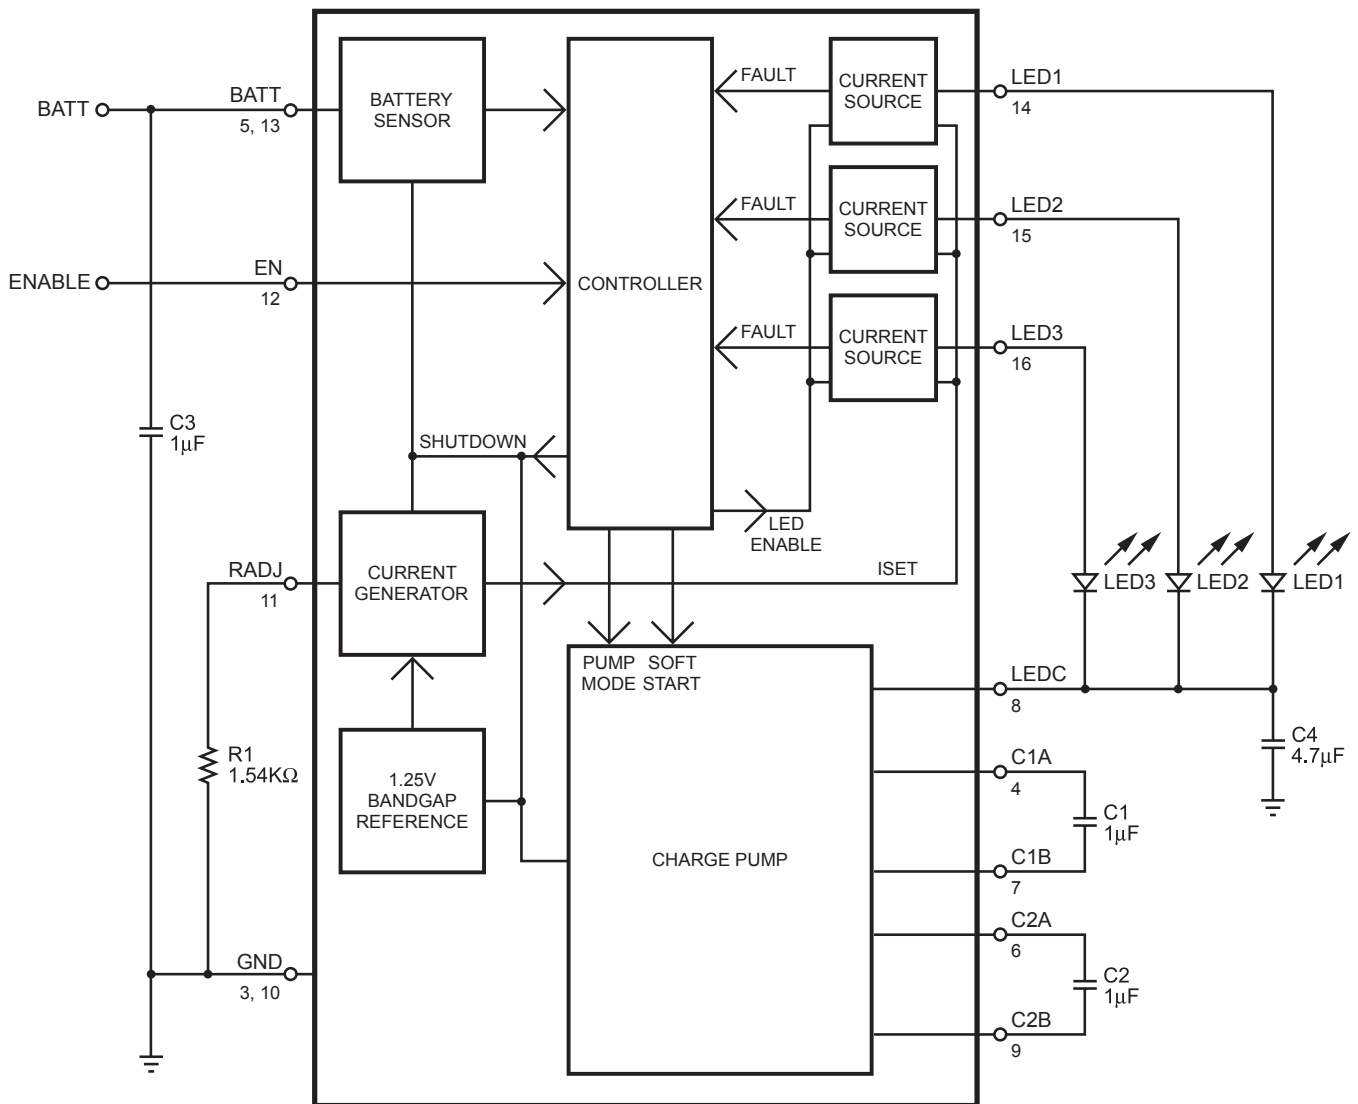 BATT
BATT
5, 13
BATTERY
SENSOR
FAULT
CURRENT
SOURCE
LED1
14
FAULT
CURRENT
SOURCE
LED2
15
ENABLE
EN
12
CONTROLLER
FAULT
CURRENT
SOURCE
LED3
16
C3
1µF
SHUTDOWN
LED
ENABLE
RADJ
11
CURRENT
GENERATOR
ISET
LED3
LED2
LED1
PUMP
MODE
SOFT
START
LEDC
8
R1
1.54KΩ
1.25V
BANDGAP
REFERENCE
CHARGE PUMP
C4
4.7µF
C1A
4
C1
1µF
C1B
7
C2A
6
GND
3, 10
C2
1µF
C2B
9